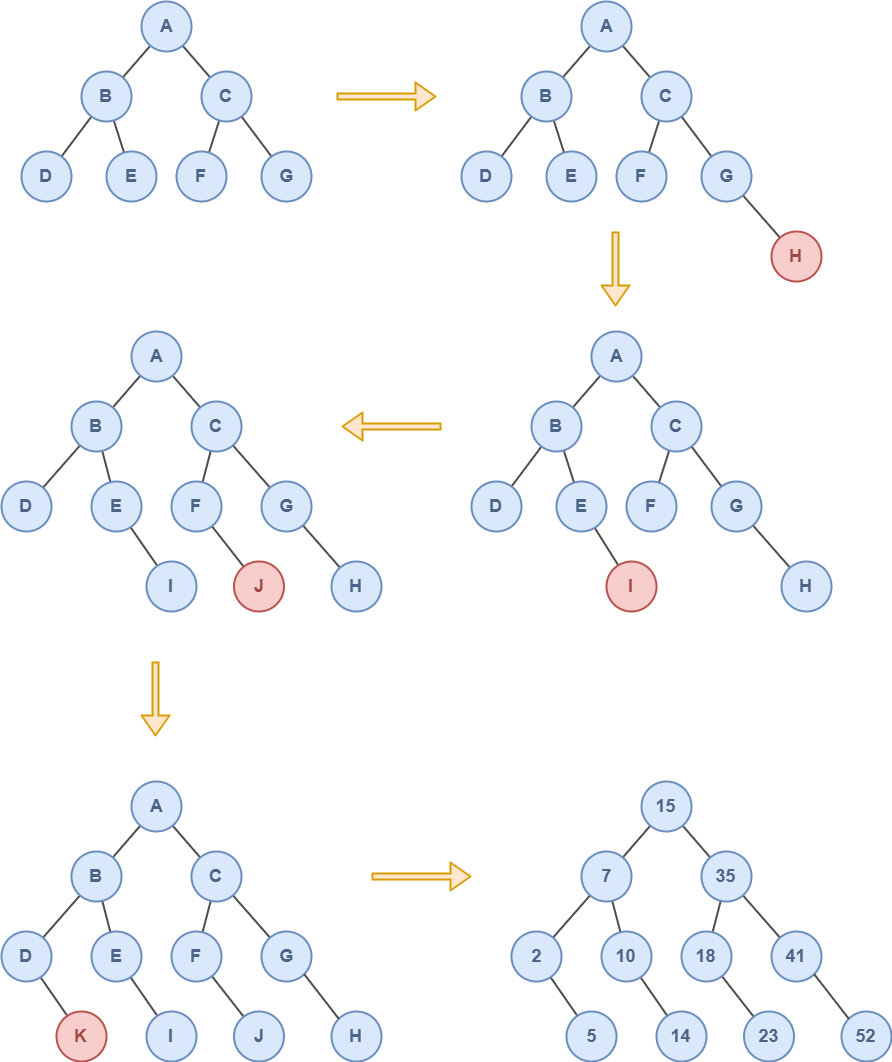 A A
B C B C
D E F G D E F G
H
A A
B C B C
D E F G D E F G
I J H I H
A 15
B C 7 35
D E F G 2 10 18 41
K I J H 5 14 23 52